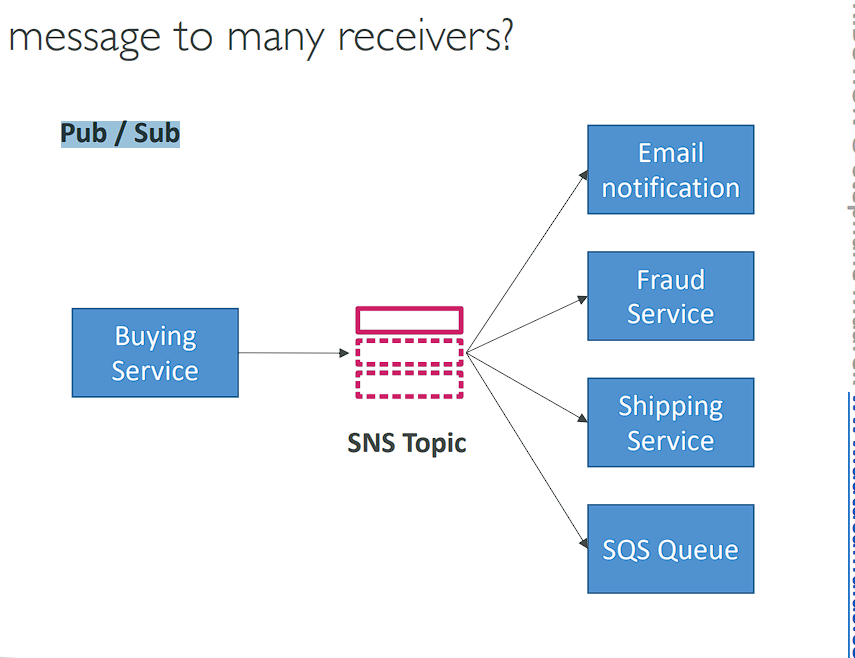 message to many receivers?
Pub / Sub
Email
notification
Fraud
Service
Buying
Service
Shipping
Service
SNS Topic
SQS Queue